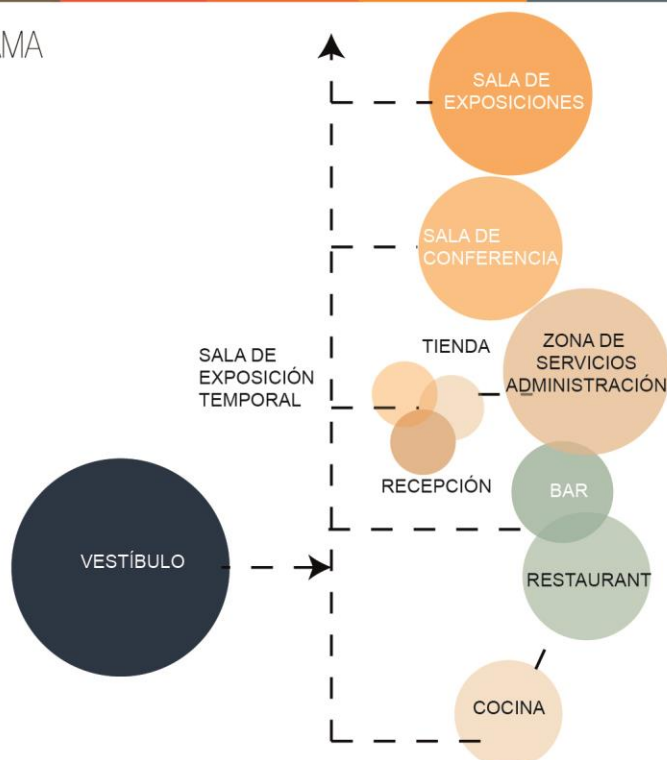 SALA DE
EXPOSICIONES
SALA DE
CONFERENCIA
TIENDA
ZONA DE
SERVICIOS
ADMINISTRACIÓN
SALA DE
EXPOSICIÓN
TEMPORAL
RECEPCIÓN
BAR
VESTÍBULO
RESTAURANT
COCINA